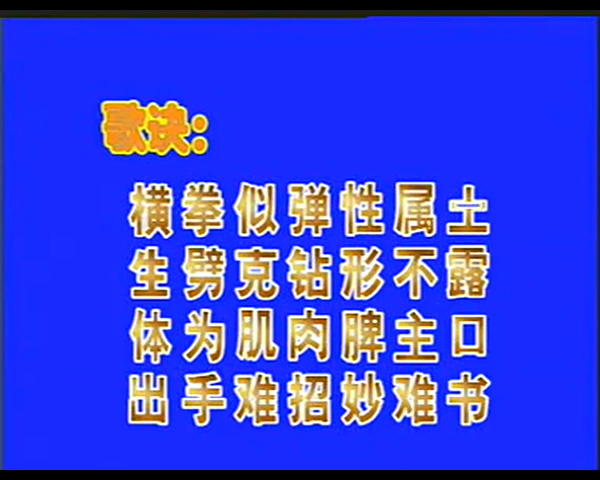 歌诀:
横拳似弹性属土
生劈克钻形不露
体为肌肉脾主口
出手难招妙难书